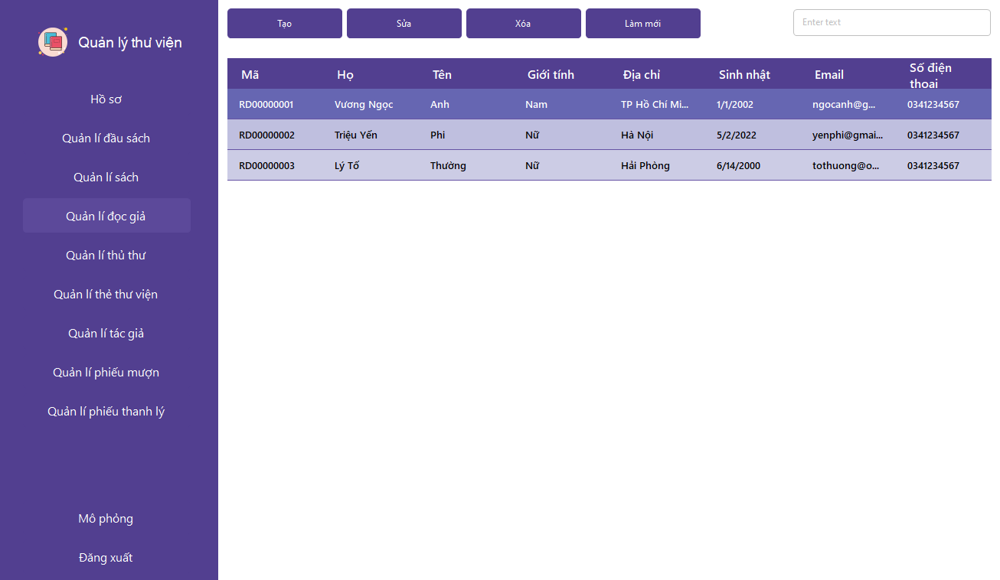 Quản lý thư viện
Hồ sơ
Quản lí đầu sách
Quản lí sách
Quản lí đọc giả
Quản lí thủ thư
Quản lí thẻ thư viện
Quản lí tác giả
Quản lí phiếu mượn
Quản lí phiếu thanh lý
Mô phỏng
Đăng xuất
Tạo Sửa Xóa Làm mới Enter text
Mã Họ Tên Giới tính Địa chỉ Sinh nhật Email Số điện thoại
RD00000001 Vương Ngọc Anh Nam TP Hồ Chí Mi... 1/1/2002 ngocanh@g... 0341234567
RD00000002 Triệu Yến Phi Nữ Hà Nội 5/2/2022 yenphi@gmai... 0341234567
RD00000003 Lý Tố Thường Nữ Hải Phòng 6/14/2000 tothuong@o... 0341234567